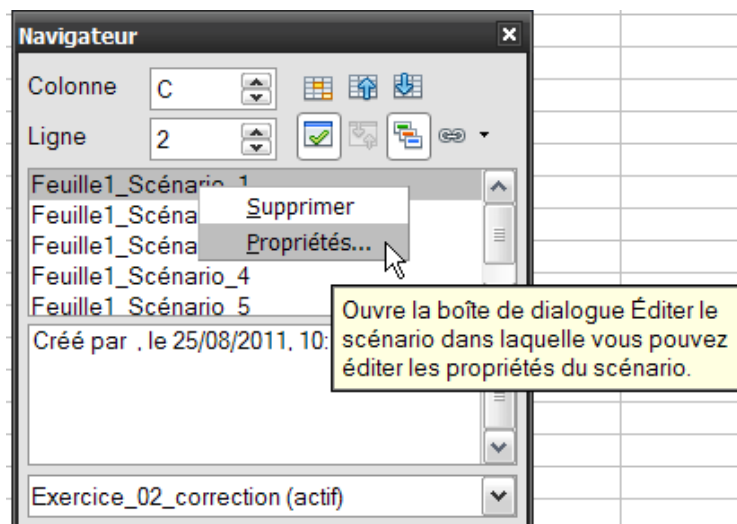 Navigateur
Colonne
C
Ligne
2
Feuille1_Scénario_1
Supprimer
Feuille1_Scéna
Propriétés...
Feuille1_Scéna
Feuille1_Scénario_4
Feuille1_Scénario_5
Ouvre la boîte de dialogue Éditer le
scénario dans laquelle vous pouvez
éditer les propriétés du scénario.
Créé par , le 25/08/2011, 10:
Exercice_02_correction (actif)